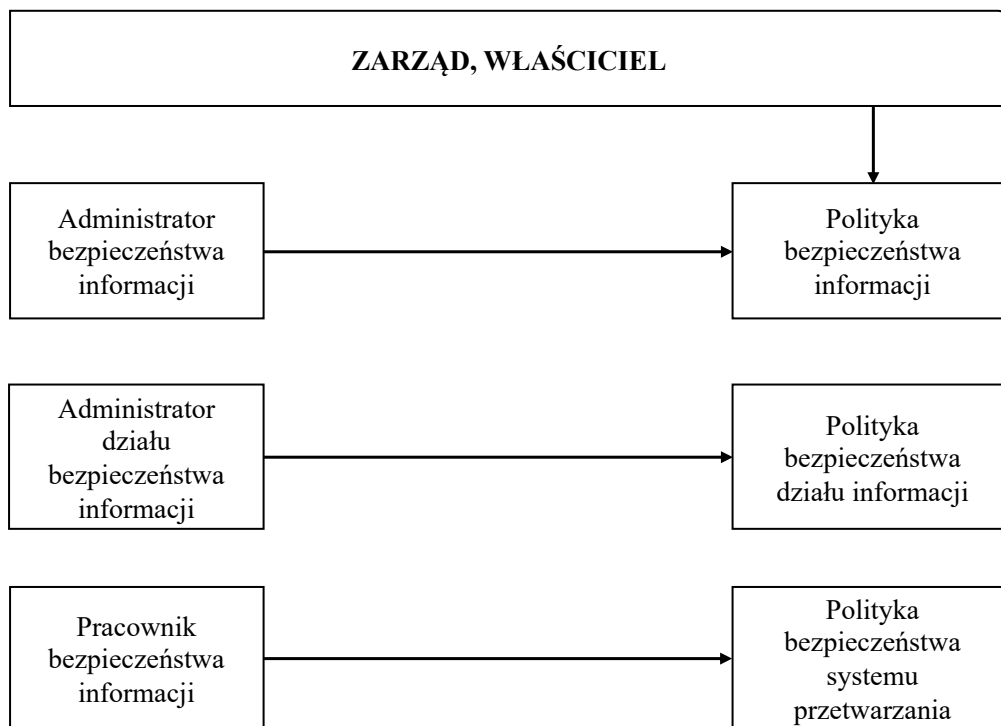 ZARZĄD, WŁAŚCICIEL
Administrator
bezpieczeństwa
informacji
Polityka
bezpieczeństwa
informacji
Administrator
działu
bezpieczeństwa
informacji
Polityka
bezpieczeństwa
działu informacji
Pracownik
bezpieczeństwa
informacji
Polityka
bezpieczeństwa
systemu
przetwarzania